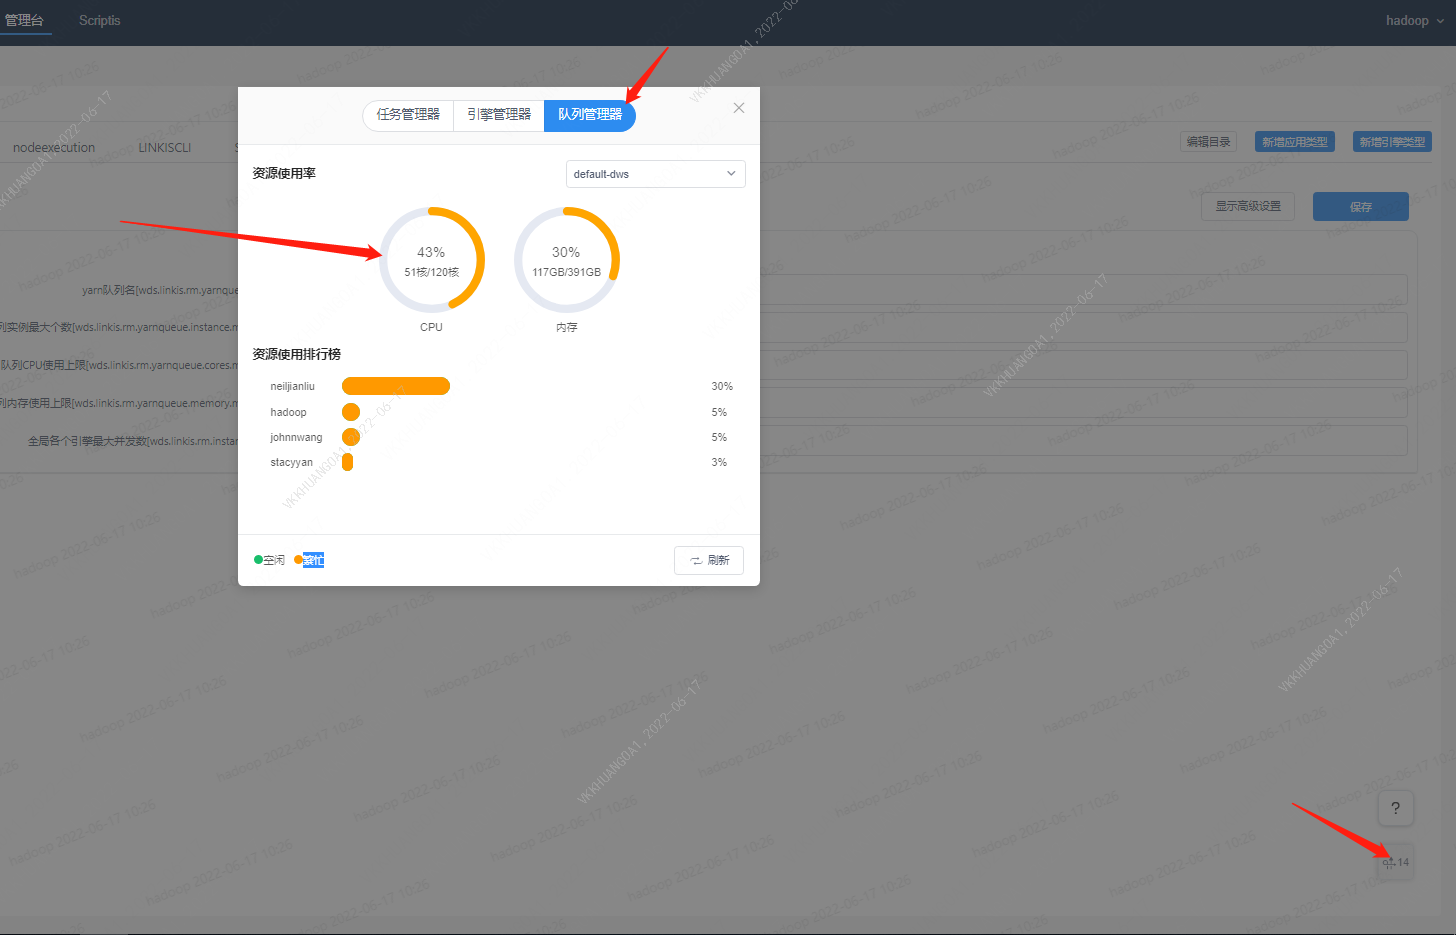 管理台
Scriptis
hadoop
任务管理器
引擎管理器
队列管理器
nodeexecution
LINKISCLI
编辑目录
新增应用类型
新增引擎类型
资源使用率
default-dws
显示高级设置
保存
43%
51核/120核
CPU
30%
117GB/391GB
内存
yarn队列名[wds.linkis.rm.yarnque
列实例最大个数[wds.linkis.rm.yarnqueue.instance.m
队列CPU使用上限[wds.linkis.rm.yarnqueue.cores.m
列内存使用上限[wds.linkis.rm.yarnqueue.memory.m
全局各个引擎最大并发数[wds.linkis.rm.instar
资源使用排行榜
neiljianliu
30%
hadoop
5%
johnnwang
5%
stacyyan
3%
空闲
繁忙
刷新
?
14
VKKHUANGOA1,2022-06-17
hadoop 2022-06-17 10:26